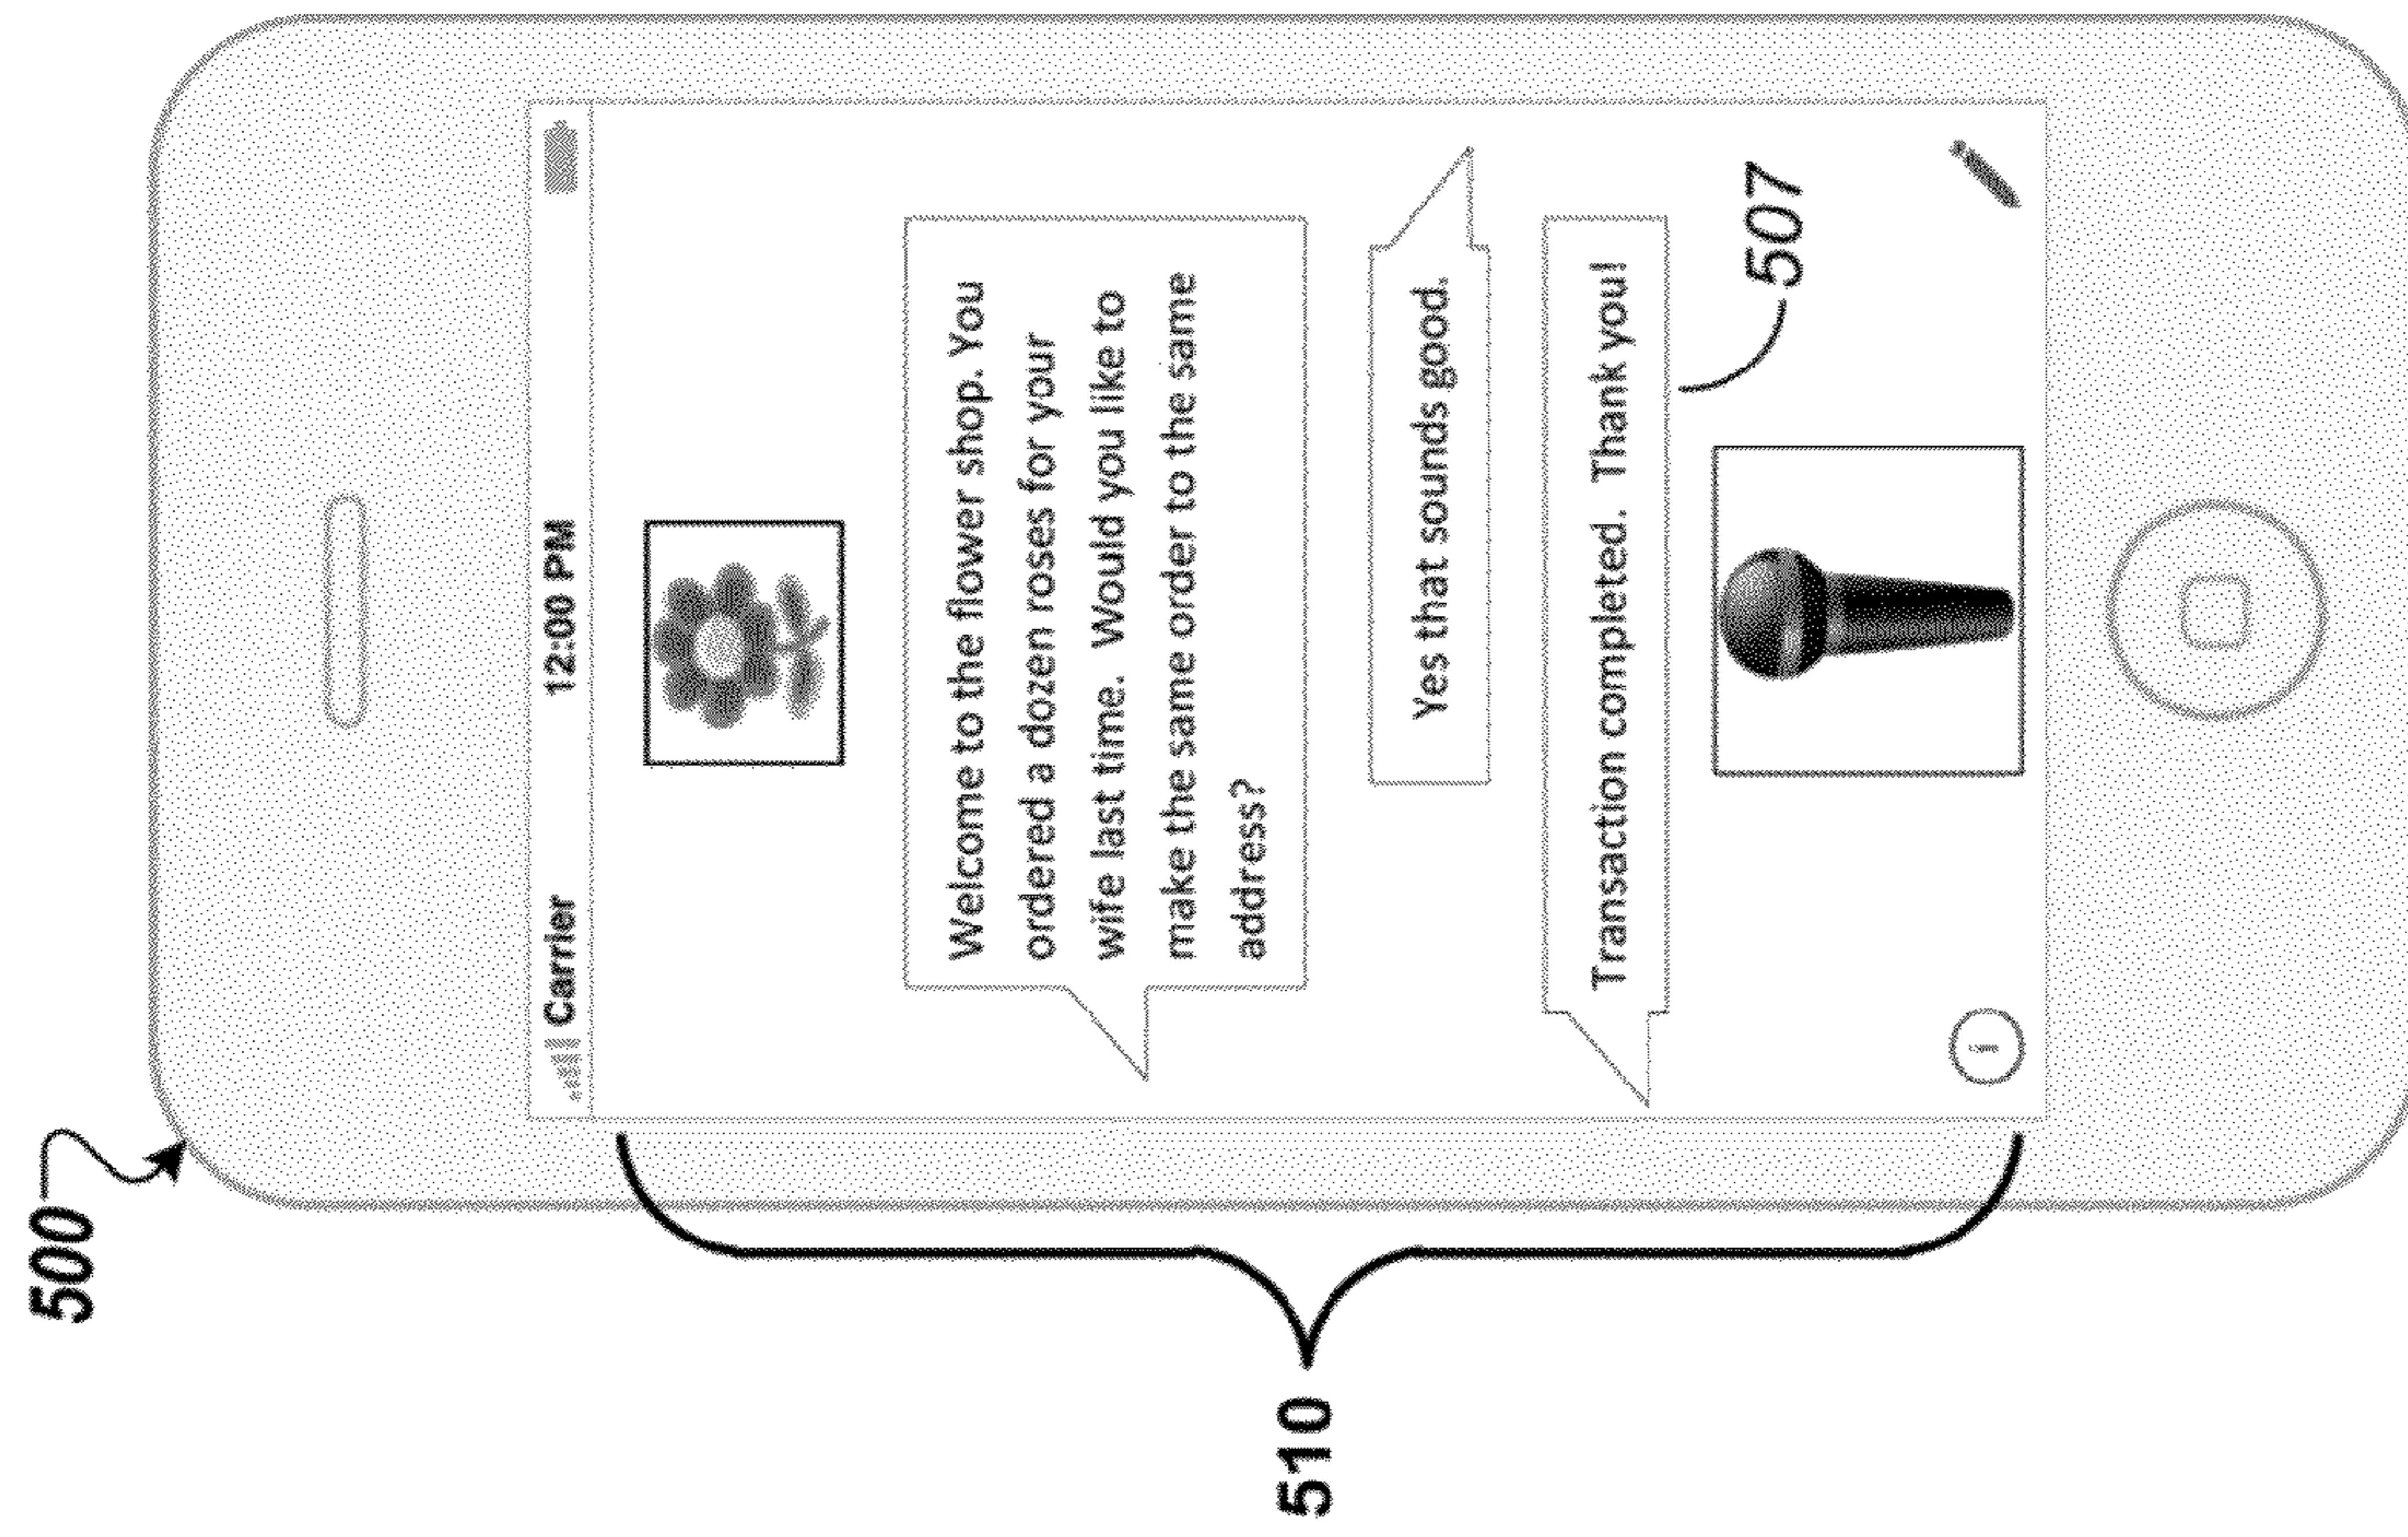 500
Carrier 12:00 PM
Welcome to the flower shop. You
ordered a dozen roses for your
wife last time. Would you like to
make the same order to the same
address?
Yes that sounds good.
Transaction completed. Thank you!
507
i
510